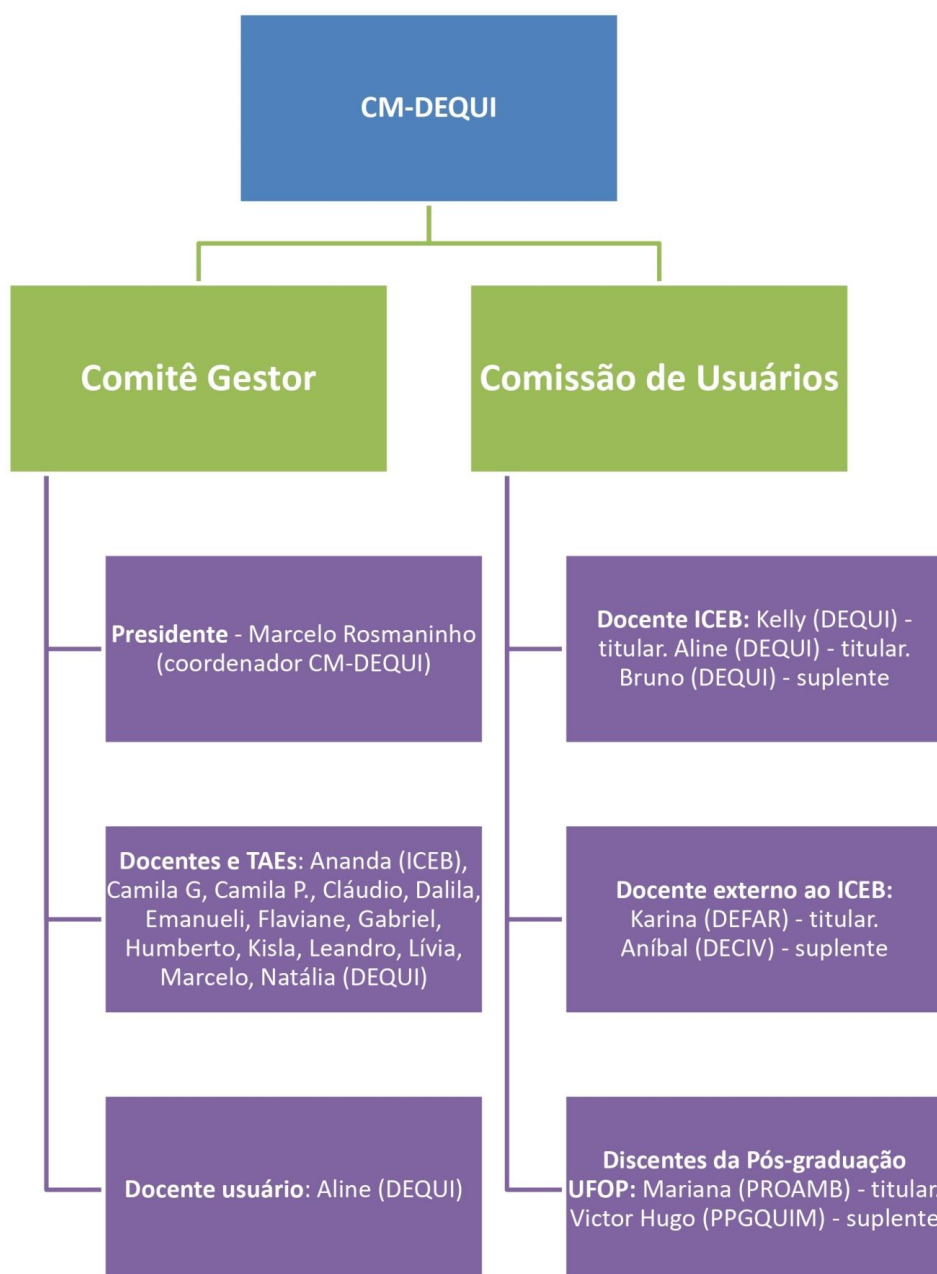 CM-DEQUI
Comitê Gestor
Presidente - Marcelo Rosmaninho
(coordenador CM-DEQUI)
Docentes e TAEs: Ananda (ICEB),
Camila G, Camila P., Cláudio, Dalila,
Emanueli, Flaviane, Gabriel,
Humberto, Kisla, Leandro, Lívia,
Marcelo, Natália (DEQUI)
Docente usuário: Aline (DEQUI)
Comissão de Usuários
Docente ICEB: Kelly (DEQUI) -
titular. Aline (DEQUI) - titular.
Bruno (DEQUI) - suplente
Docente externo ao ICEB:
Karina (DEFAR) - titular.
Aníbal (DECIV) - suplente
Discentes da Pós-graduação
UFOP: Mariana (PROAMB) - titular.
Victor Hugo (PPGQUIM) - suplente